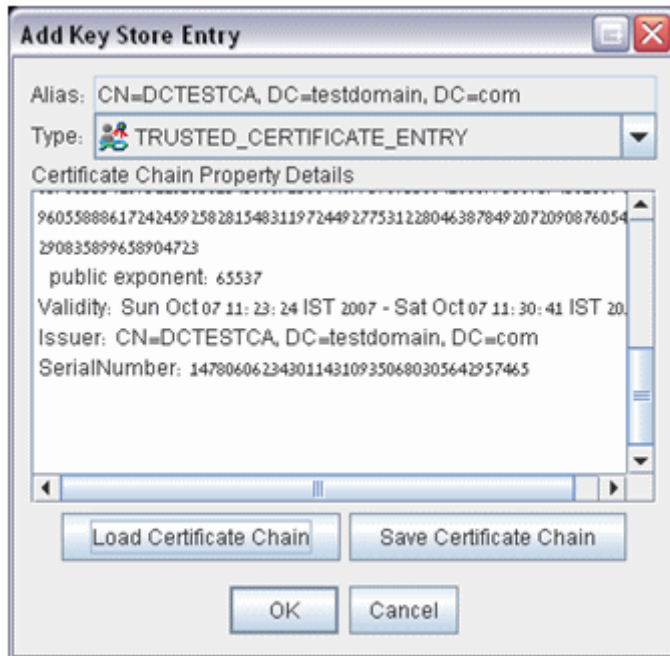 Add Key Store Entry
Alias: CN=DCTESTCA, DC=testdomain, DC=com
Type: TRUSTED_CERTIFICATE_ENTRY
Certificate Chain Property Details
960558886172424592582815483119724492775312280463878492072090876054
290835899658904723
public exponent: 65537
Validity: Sun Oct 07 11:23:24 IST 2007 - Sat Oct 07 11:30:41 IST 20.
Issuer: CN=DCTESTCA, DC=testdomain, DC=com
SerialNumber: 147806062343011431093506803056429574​65
Load Certificate Chain Save Certificate Chain
OK Cancel